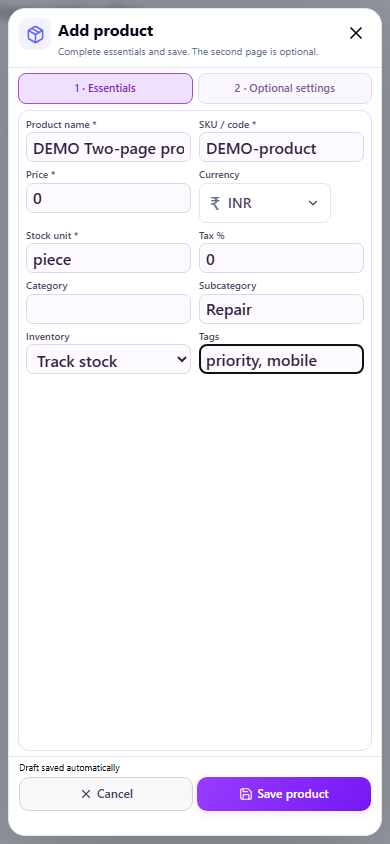 Add product
Complete essentials and save. The second page is optional.
1 · Essentials
2 · Optional settings
Product name *
SKU / code *
DEMO Two-page pro
DEMO-product
Price *
Currency
0
₹ INR
Stock unit *
Tax %
piece
0
Category
Subcategory
Repair
Inventory
Tags
Track stock
priority, mobile
Draft saved automatically
Cancel
Save product